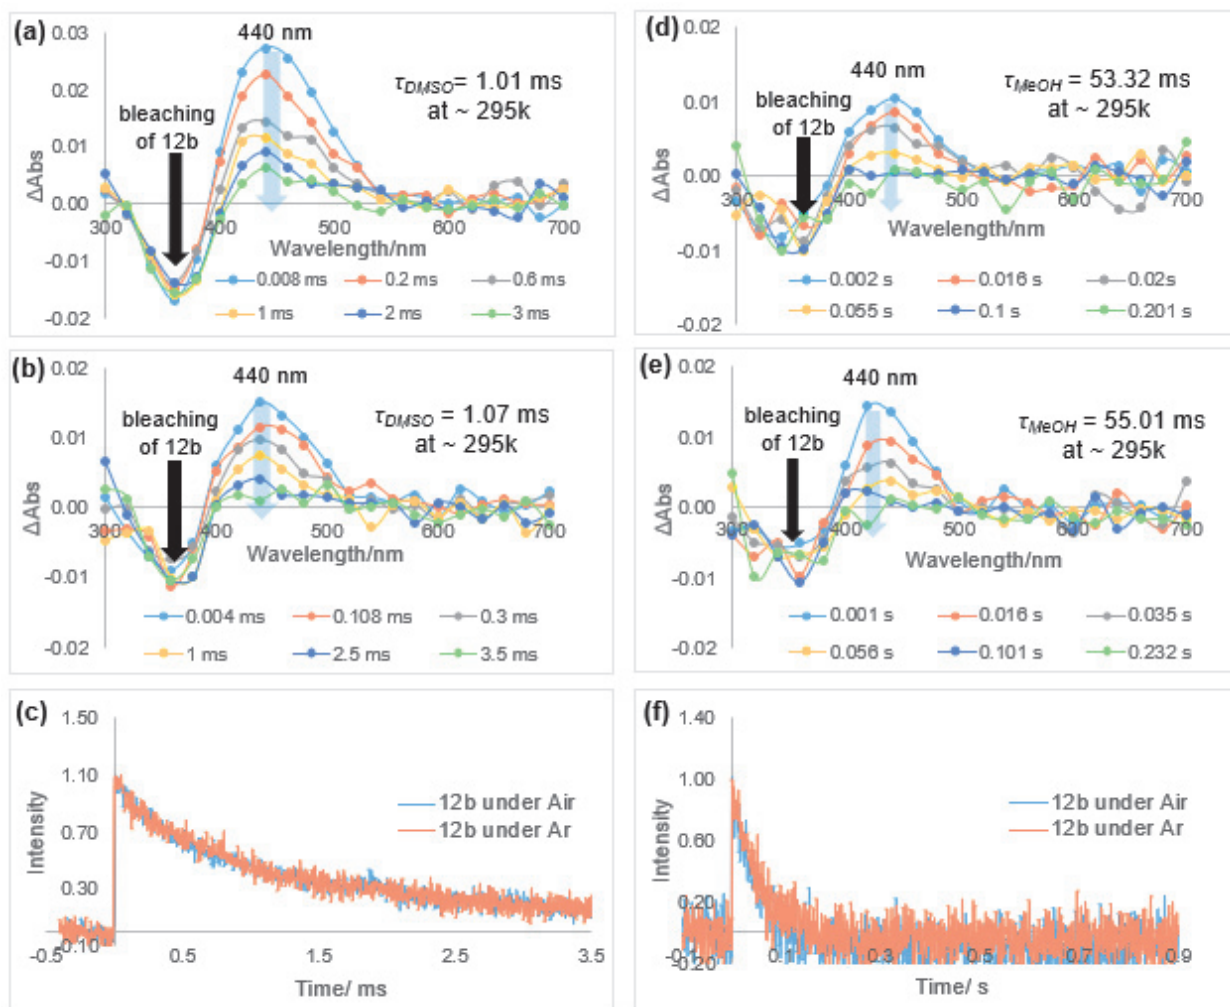 (a)
0.03
0.02
0.01
0.00
-0.01
-0.02
ΔAbs
440 nm
bleaching
of 12b
τDMSO= 1.01 ms
at ~ 295k
300
400
500
600
700
Wavelength/nm
0.008 ms
0.2 ms
0.6 ms
1 ms
2 ms
3 ms
(b)
0.02
0.01
0.00
-0.01
-0.02
ΔAbs
440 nm
bleaching
of 12b
τDMSO = 1.07 ms
at ~ 295k
300
400
500
600
700
Wavelength/nm
0.004 ms
0.108 ms
0.3 ms
1 ms
2.5 ms
3.5 ms
(c)
1.50
1.10
0.70
0.30
-0.10
Intensity
12b under Air
12b under Ar
-0.5
0.5
1.5
2.5
3.5
Time/ ms
(d)
0.02
0.01
0.00
-0.01
-0.02
ΔAbs
440 nm
bleaching
of 12b
τMeOH = 53.32 ms
at ~ 295k
300
400
500
600
700
Wavelength/nm
0.002 s
0.016 s
0.02s
0.055 s
0.1 s
0.201 s
(e)
0.02
0.01
0.00
-0.01
-0.02
ΔAbs
440 nm
bleaching
of 12b
τMeOH = 55.01 ms
at ~ 295k
300
400
500
600
700
Wavelength/nm
0.001 s
0.016 s
0.035 s
0.056 s
0.101 s
0.232 s
(f)
1.40
1.00
0.60
0.20
-0.20
Intensity
12b under Air
12b under Ar
0.1
0.3
0.5
0.7
0.9
Time/ s